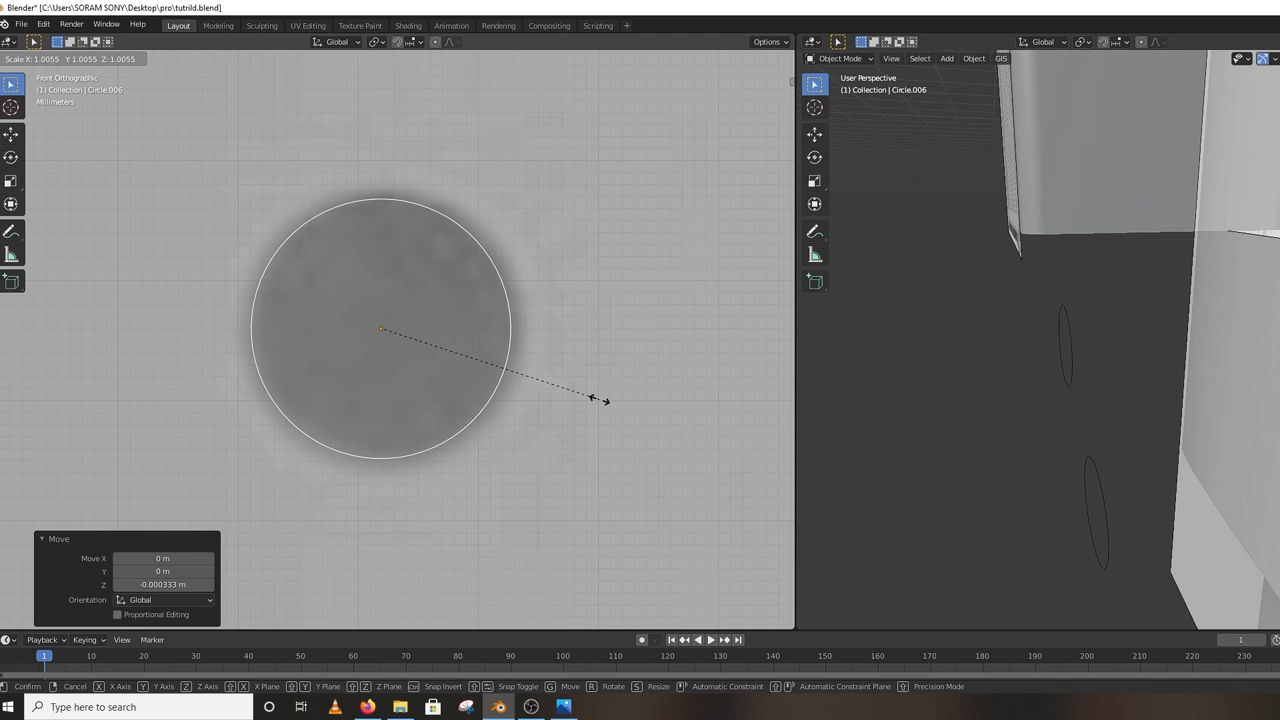 Blender* [C:\Users\SORAM SONY\Desktop\pro\tutrild.blend]
File Edit Render Window Help Layout Modeling Sculpting UV Editing Texture Paint Shading Animation Rendering Compositing Scripting +
Global Options Global
Scale X: 1.0055 Y: 1.0055 Z: 1.0055
Object Mode View Select Add Object GIS
Front Orthographic
(1) Collection | Circle.006
Millimeters
User Perspective
(1) Collection | Circle.006
Move
Move X 0 m
Y 0 m
Z -0.000333 m
Orientation Global
Proportional Editing
Playback Keying View Marker 1
1 10 20 30 40 50 60 70 80 90 100 110 120 130 140 150 160 170 180 190 200 210 220 230
Confirm Cancel X X Axis Y Y Axis Z Z Axis X X Plane Y Y Plane Z Z Plane Ctrl Snap Invert Snap Toggle G Move R Rotate S Resize Automatic Constraint Automatic Constraint Plane Precision Mode
Type here to search